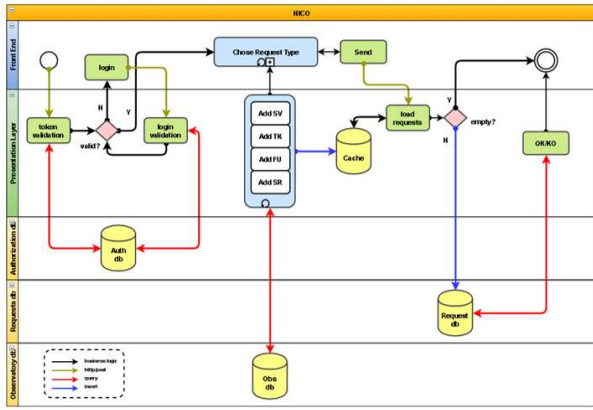 NICO
Front End
Chose Request Type
Send
login
N
Y
Presentation Layer
token
validation
valid?
login
validation
Add SV
Add TK
Add FU
Add SR
Cache
load
requests
Y
empty?
N
OK/KO
Authorization db
Auth
db
Requests db
Request
db
Observatory db
business logic
http/post
query
insert
Obs
db